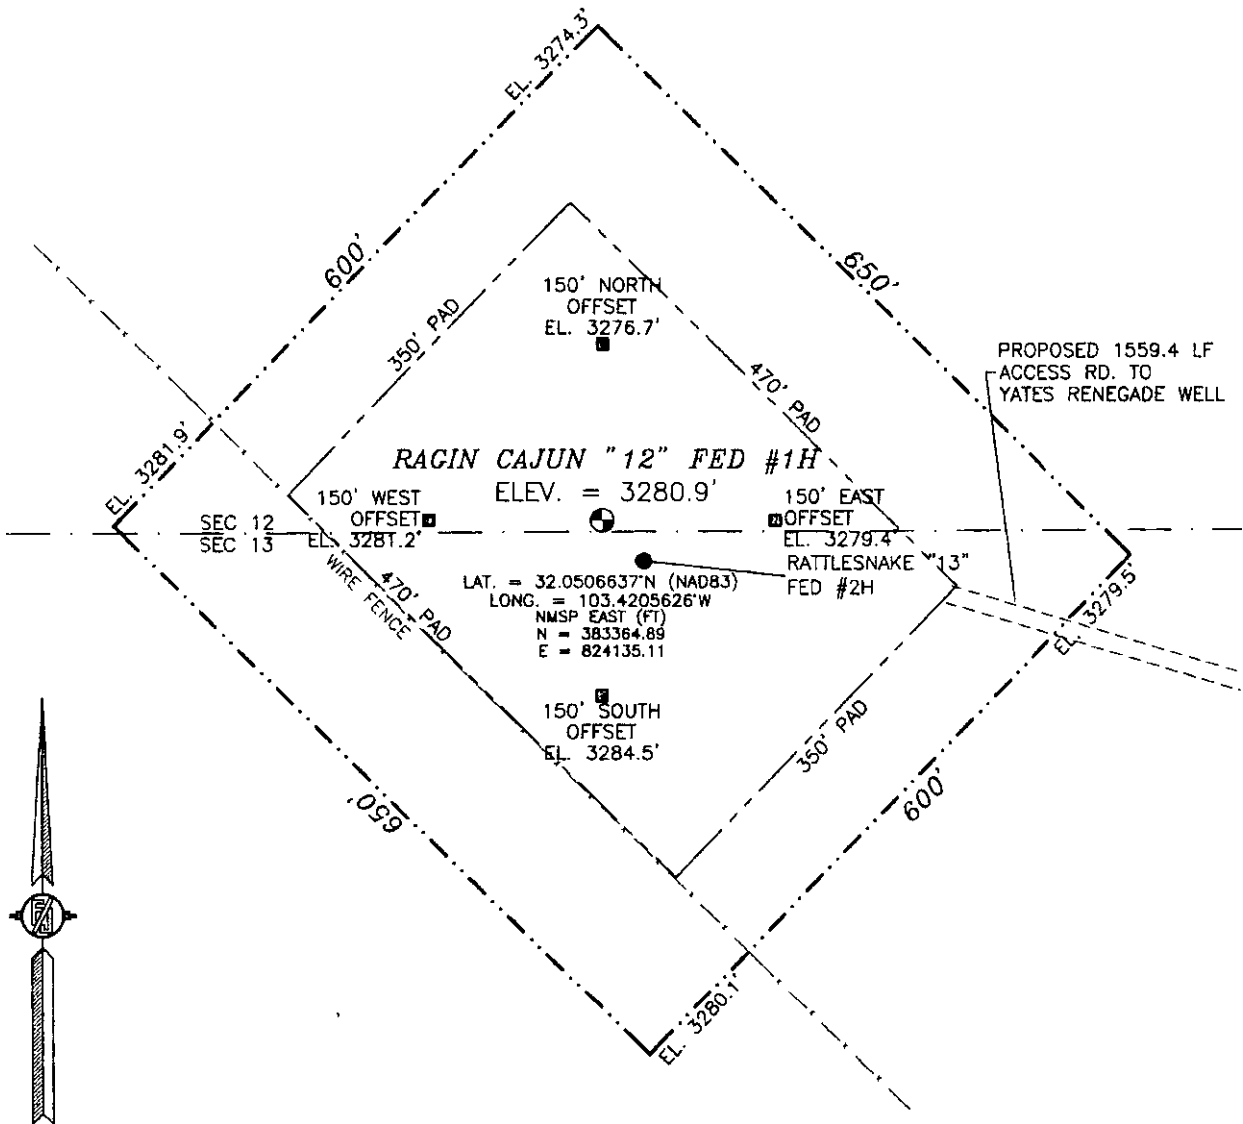 EL. 3274.3'
600'
650'
150' NORTH
OFFSET
EL. 3276.7'
350' PAD
470' PAD
PROPOSED 1559.4 LF
ACCESS RD. TO
YATES RENEGADE WELL
EL. 3281.9'
RAGIN CAJUN "12" FED #1H
ELEV. = 3280.9'
150' WEST
OFFSET
EL. 3281.2'
150' EAST
OFFSET
EL. 3279.4'
SEC 12
SEC 13
WIRE FENCE
470' PAD
RATTLESNAKE "13"
FED #2H
LAT. = 32.0506637°N (NAD83)
LONG. = 103.4205626°W
NMSP EAST (FT)
N = 383364.89
E = 824135.11
EL. 3279.5'
150' SOUTH
OFFSET
EL. 3284.5'
350' PAD
650'
600'
EL. 3280.1'